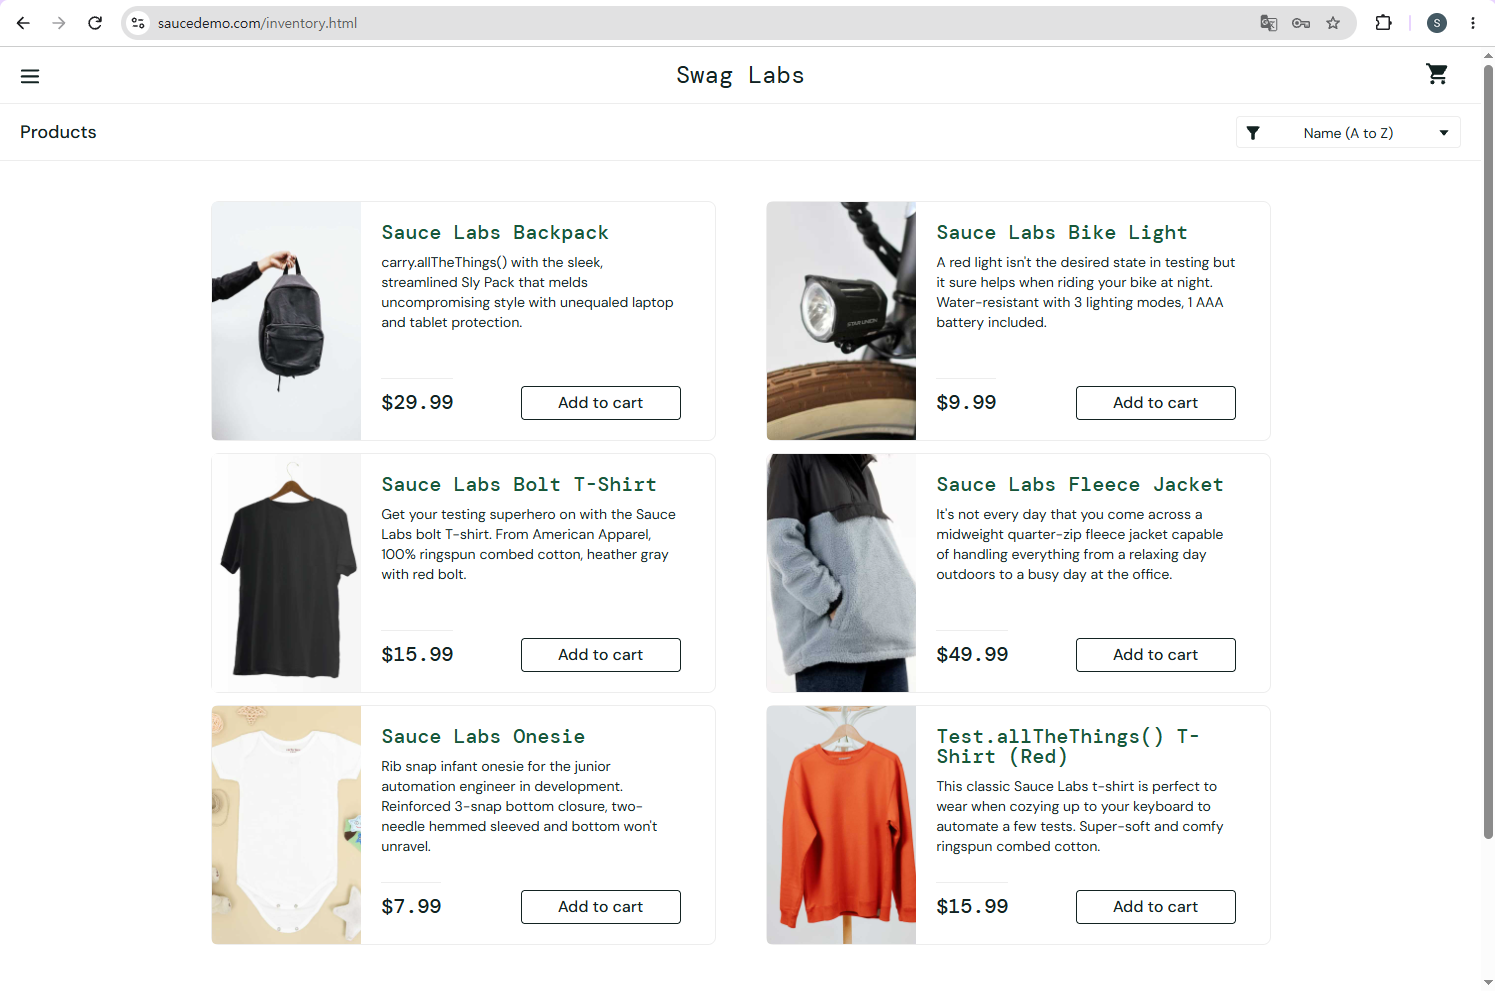 saucedemo.com/inventory.html
S
Swag Labs
Products
Name (A to Z)
Sauce Labs Backpack
carry.allTheThings() with the sleek,
streamlined Sly Pack that melds
uncompromising style with unequaled laptop
and tablet protection.
$29.99
Add to cart
Sauce Labs Bike Light
A red light isn't the desired state in testing but
it sure helps when riding your bike at night.
Water-resistant with 3 lighting modes, 1 AAA
battery included.
STAR UNION
$9.99
Add to cart
Sauce Labs Bolt T-Shirt
Get your testing superhero on with the Sauce
Labs bolt T-shirt. From American Apparel,
100% ringspun combed cotton, heather gray
with red bolt.
$15.99
Add to cart
Sauce Labs Fleece Jacket
It's not every day that you come across a
midweight quarter-zip fleece jacket capable
of handling everything from a relaxing day
outdoors to a busy day at the office.
$49.99
Add to cart
Sauce Labs Onesie
Rib snap infant onesie for the junior
automation engineer in development.
Reinforced 3-snap bottom closure, two-
needle hemmed sleeved and bottom won't
unravel.
$7.99
Add to cart
Test.allTheThings() T-
Shirt (Red)
This classic Sauce Labs t-shirt is perfect to
wear when cozying up to your keyboard to
automate a few tests. Super-soft and comfy
ringspun combed cotton.
$15.99
Add to cart